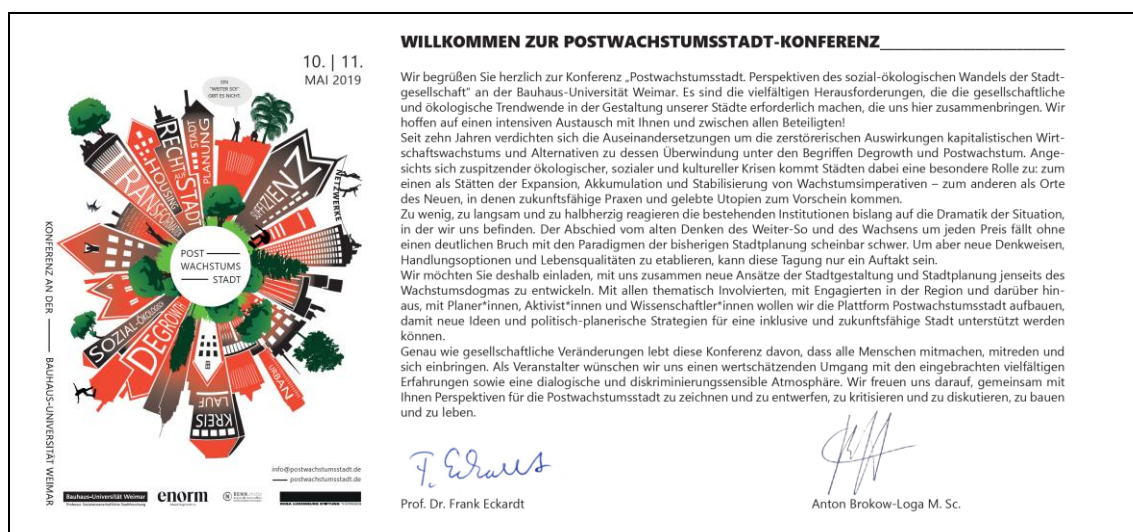 10. | 11.
MAI 2019
EIN
"WEITER SO!"
GIBT ES NICHT.
RECHT AUF STADT
STADT
PLANUNG
HOUSING
NETZWERKE
POST
WACHSTUMS
STADT
SOZIAL-ÖKOLOGISCH
DEGROWTH
URBAN
KREIS
LAUF
KONFERENZ AN DER
BAUHAUS-UNIVERSITÄT WEIMAR
info@postwachstumsstadt.de
postwachstumsstadt.de
Bauhaus-Universität Weimar
enorm
WILLKOMMEN ZUR POSTWACHSTUMSSTADT-KONFERENZ
Wir begrüßen Sie herzlich zur Konferenz „Postwachstumsstadt. Perspektiven des sozial-ökologischen Wandels der Stadt-
gesellschaft" an der Bauhaus-Universität Weimar. Es sind die vielfältigen Herausforderungen, die die gesellschaftliche
und ökologische Trendwende in der Gestaltung unserer Städte erforderlich machen, die uns hier zusammenbringen. Wir
hoffen auf einen intensiven Austausch mit Ihnen und zwischen allen Beteiligten!
Seit zehn Jahren verdichten sich die Auseinandersetzungen um die zerstörerischen Auswirkungen kapitalistischen Wirt-
schaftswachstums und Alternativen zu dessen Überwindung unter den Begriffen Degrowth und Postwachstum. Ange-
sichts sich zuspitzender ökologischer, sozialer und kultureller Krisen kommt Städten dabei eine besondere Rolle zu: zum
einen als Stätten der Expansion, Akkumulation und Stabilisierung von Wachstumsimperativen – zum anderen als Orte
des Neuen, in denen zukunftsfähige Praxen und gelebte Utopien zum Vorschein kommen.
Zu wenig, zu langsam und zu halbherzig reagieren die bestehenden Institutionen bislang auf die Dramatik der Situation,
in der wir uns befinden. Der Abschied vom alten Denken des Weiter-So und des Wachsens um jeden Preis fällt ohne
einen deutlichen Bruch mit den Paradigmen der bisherigen Stadtplanung scheinbar schwer. Um aber neue Denkweisen,
Handlungsoptionen und Lebensqualitäten zu etablieren, kann diese Tagung nur ein Auftakt sein.
Wir möchten Sie deshalb einladen, mit uns zusammen neue Ansätze der Stadtgestaltung und Stadtplanung jenseits des
Wachstumsdogmas zu entwickeln. Mit allen thematisch Involvierten, mit Engagierten in der Region und darüber hin-
aus, mit Planer*innen, Aktivist*innen und Wissenschaftler*innen wollen wir die Plattform Postwachstumsstadt aufbauen,
damit neue Ideen und politisch-planerische Strategien für eine inklusive und zukunftsfähige Stadt unterstützt werden
können.
Genau wie gesellschaftliche Veränderungen lebt diese Konferenz davon, dass alle Menschen mitmachen, mitreden und
sich einbringen. Als Veranstalter wünschen wir uns einen wertschätzenden Umgang mit den eingebrachten vielfältigen
Erfahrungen sowie eine dialogische und diskriminierungssensible Atmosphäre. Wir freuen uns darauf, gemeinsam mit
Ihnen Perspektiven für die Postwachstumsstadt zu zeichnen und zu entwerfen, zu kritisieren und zu diskutieren, zu bauen
und zu leben.
F. Eckardt
Prof. Dr. Frank Eckardt
Anton Brokow-Loga M. Sc.